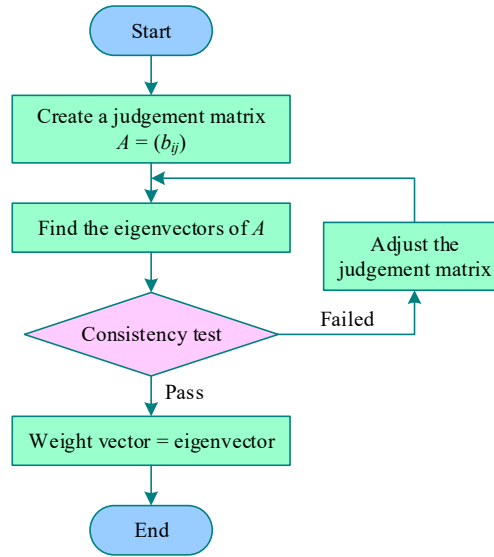 Start
Create a judgement matrix
A = (b_ij)
Find the eigenvectors of A
Adjust the
judgement matrix
Consistency test
Failed
Pass
Weight vector = eigenvector
End